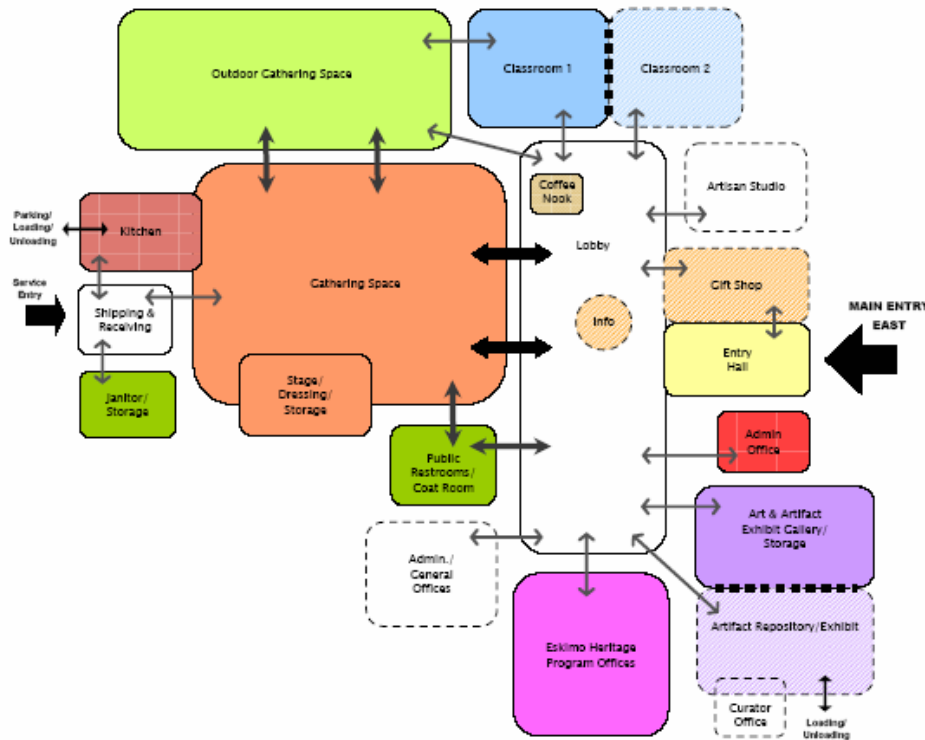 Outdoor Gathering Space
Classroom 1
Classroom 2
Coffee
Nook
Artisan Studio
Parking/
Loading/
Unloading
Kitchen
Lobby
Service
Entry
Gathering Space
Gift Shop
Shipping &
Receiving
Info
MAIN ENTRY
EAST
Entry
Hall
Janitor/
Storage
Stage/
Dressing/
Storage
Admin
Office
Public
Restrooms/
Coat Room
Art & Artifact
Exhibit Gallery/
Storage
Admin./
General
Offices
Artifact Repository/Exhibit
Eskimo Heritage
Program Offices
Curator
Office
Loading/
Unloading